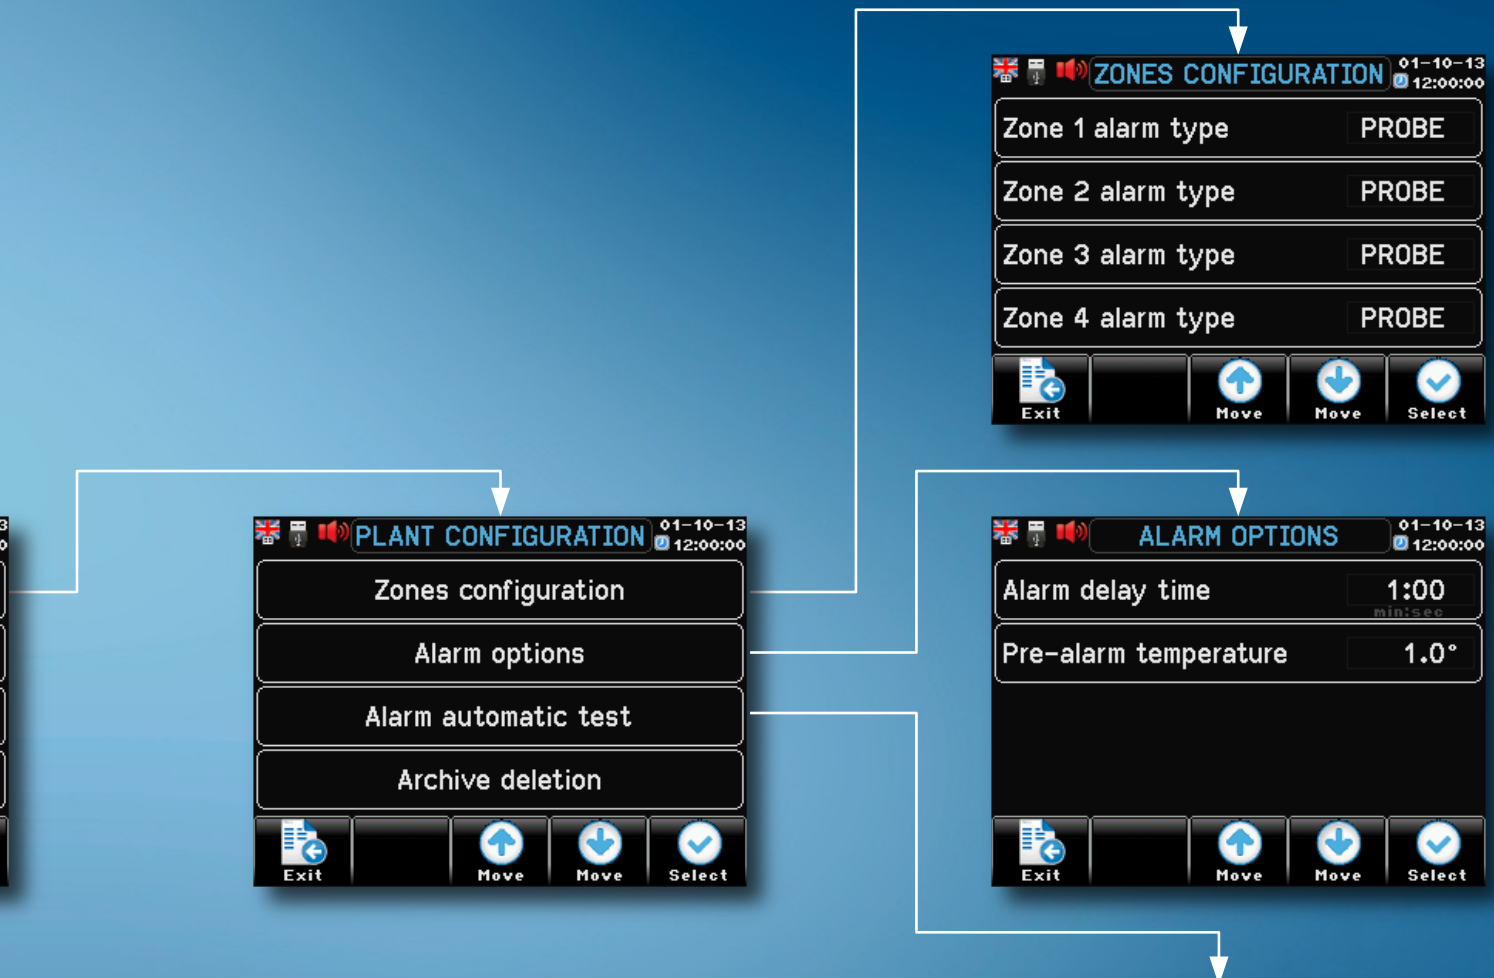 ZONES CONFIGURATION
01-10-13
12:00:00
Zone 1 alarm type PROBE
Zone 2 alarm type PROBE
Zone 3 alarm type PROBE
Zone 4 alarm type PROBE
Exit Move Move Select
3
0
PLANT CONFIGURATION
01-10-13
12:00:00
Zones configuration
Alarm options
Alarm automatic test
Archive deletion
Exit Move Move Select
ALARM OPTIONS
01-10-13
12:00:00
Alarm delay time 1:00
min:sec
Pre-alarm temperature 1.0°
Exit Move Move Select